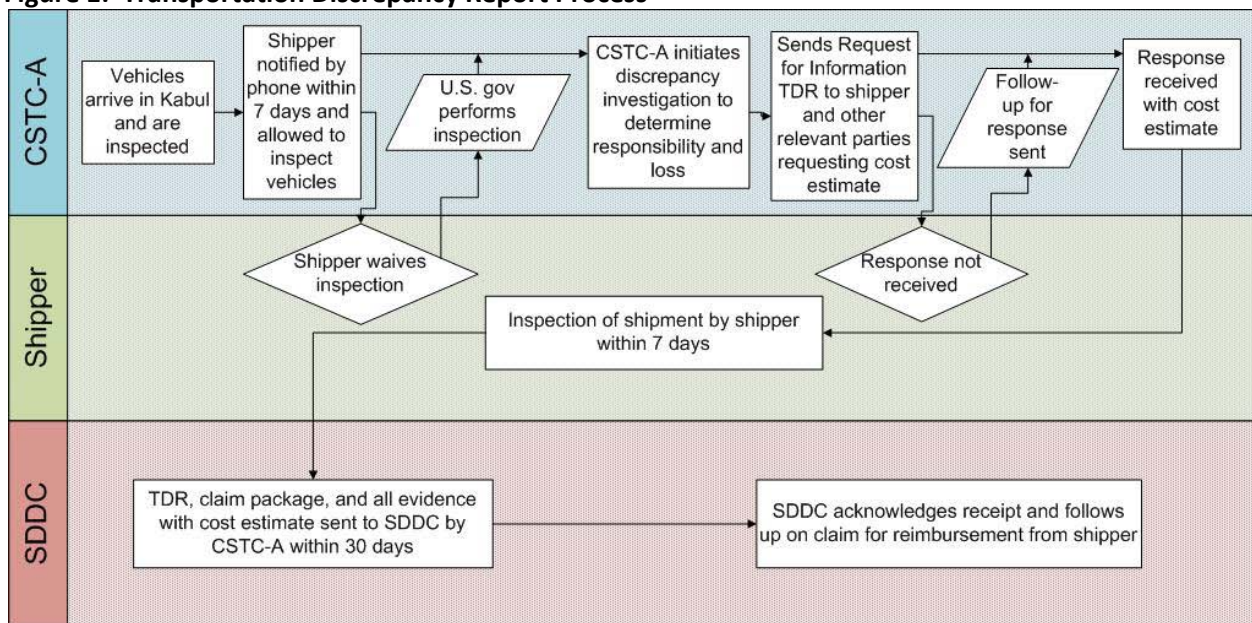 Figure 1: Transportation Discrepancy Report Process
CSTC-A
Vehicles
arrive in Kabul
and are
inspected
Shipper
notified by
phone within
7 days and
allowed to
inspect
vehicles
U.S. gov
performs
inspection
CSTC-A initiates
discrepancy
investigation to
determine
responsibility and
loss
Sends Request
for Information
TDR to shipper
and other
relevant parties
requesting cost
estimate
Follow-
up for
response
sent
Response
received
with cost
estimate
Shipper
Shipper waives
inspection
Response not
received
Inspection of shipment by shipper
within 7 days
SDDC
TDR, claim package, and all evidence
with cost estimate sent to SDDC by
CSTC-A within 30 days
SDDC acknowledges receipt and follows
up on claim for reimbursement from shipper